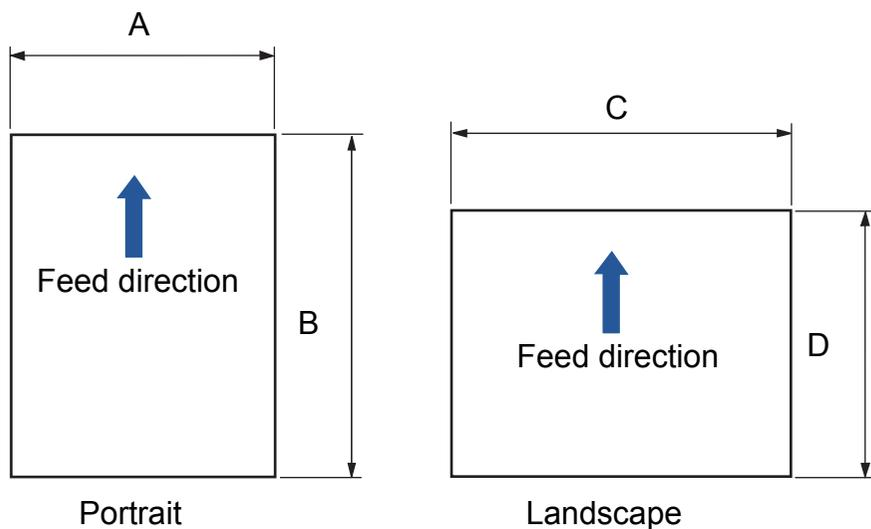 A
Feed direction
B
Portrait
C
Feed direction
D
Landscape